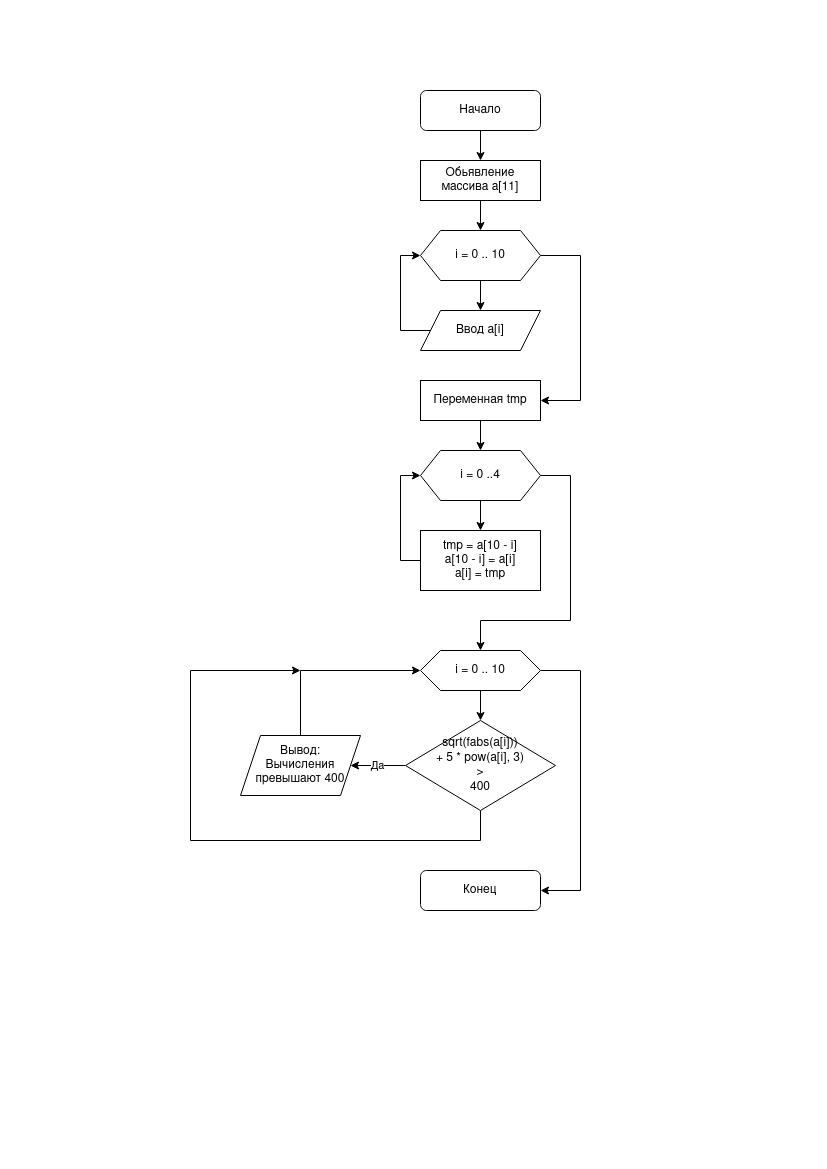 Начало
Обьявление
массива a[11]
i = 0 .. 10
Ввод a[i]
Переменная tmp
i = 0 ..4
tmp = a[10 - i]
a[10 - i] = a[i]
a[i] = tmp
i = 0 .. 10
sqrt(fabs(a[i]))
+ 5 * pow(a[i], 3)
>
400
Да
Вывод:
Вычисления
превышают 400
Конец